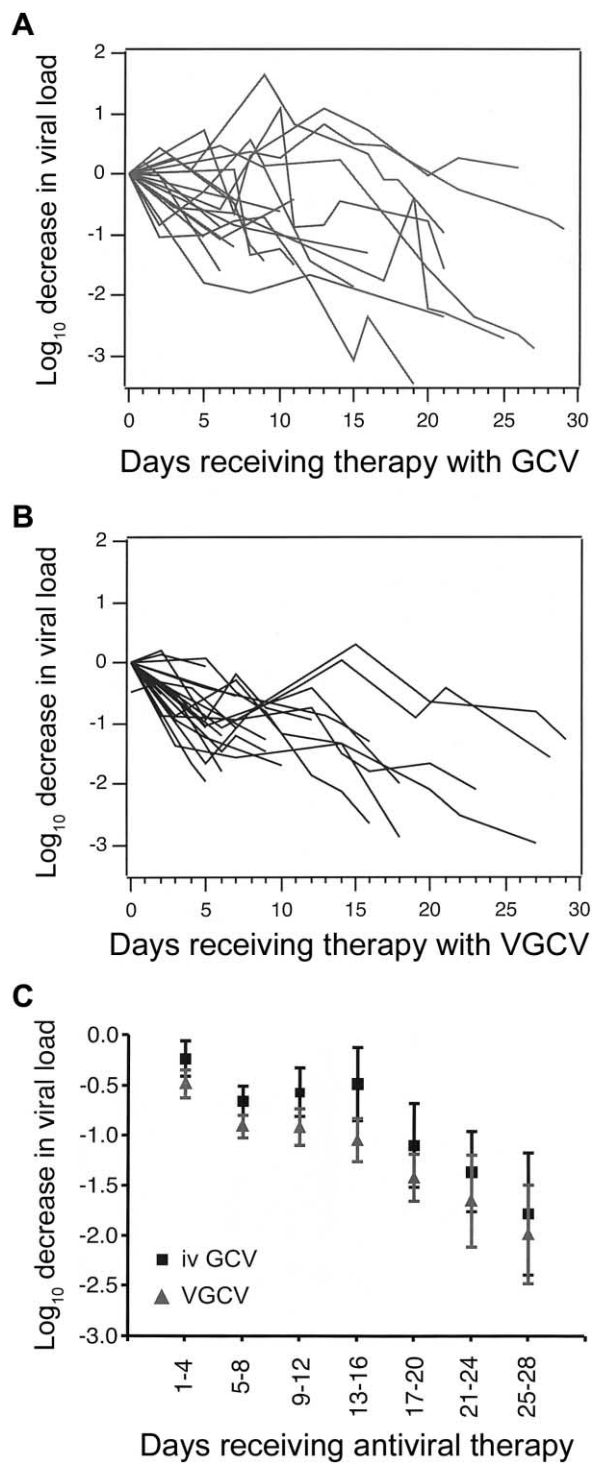 A
Log10 decrease in viral load
2
1
0
-1
-2
-3
0 5 10 15 20 25 30
Days receiving therapy with GCV
B
Log10 decrease in viral load
2
1
0
-1
-2
-3
0 5 10 15 20 25 30
Days receiving therapy with VGCV
C
Log10 decrease in viral load
0.0
-0.5
-1.0
-1.5
-2.0
-2.5
-3.0
iv GCV
VGCV
1-4 5-8 9-12 13-16 17-20 21-24 25-28
Days receiving antiviral therapy